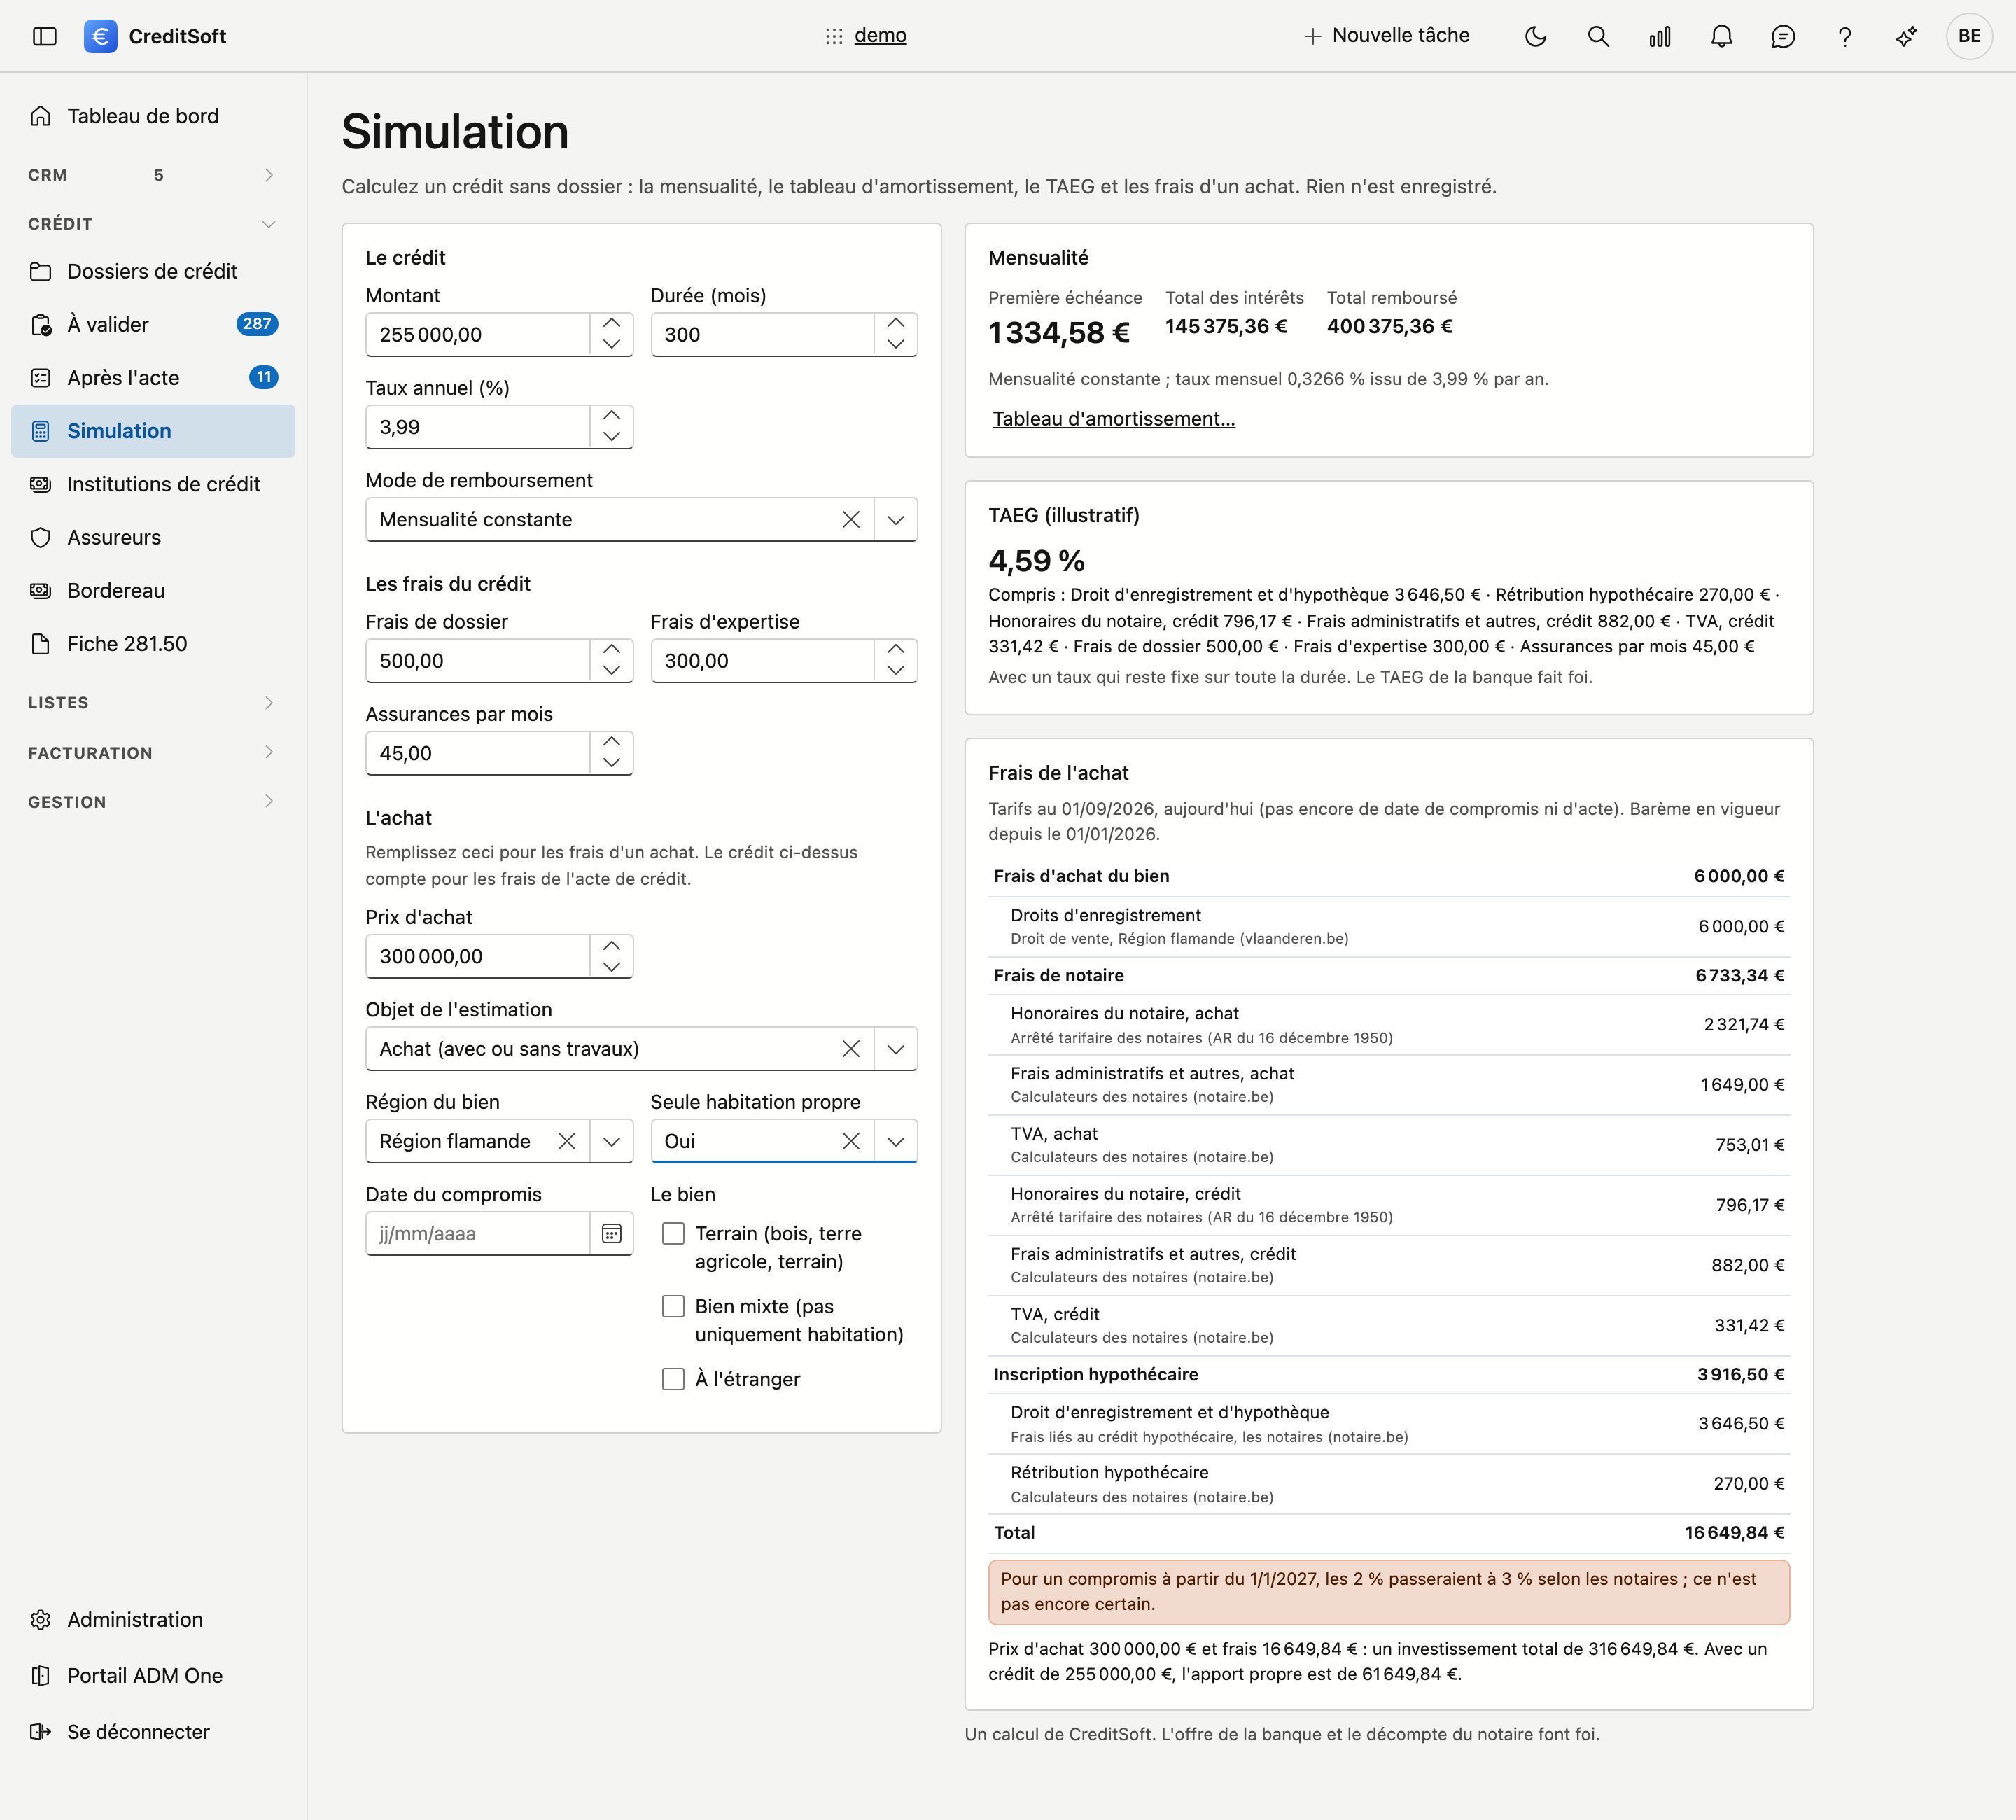 CreditSoft
demo
Nouvelle tâche
BE
Tableau de bord
CRM 5
CRÉDIT
Dossiers de crédit
À valider 287
Après l'acte 11
Simulation
Institutions de crédit
Assureurs
Bordereau
Fiche 281.50
LISTES
FACTURATION
GESTION
Administration
Portail ADM One
Se déconnecter
Simulation
Calculez un crédit sans dossier : la mensualité, le tableau d'amortissement, le TAEG et les frais d'un achat. Rien n'est enregistré.
Le crédit
Montant Durée (mois)
255 000,00 300
Taux annuel (%)
3,99
Mode de remboursement
Mensualité constante
Les frais du crédit
Frais de dossier Frais d'expertise
500,00 300,00
Assurances par mois
45,00
L'achat
Remplissez ceci pour les frais d'un achat. Le crédit ci-dessus
compte pour les frais de l'acte de crédit.
Prix d'achat
300 000,00
Objet de l'estimation
Achat (avec ou sans travaux)
Région du bien Seule habitation propre
Région flamande Oui
Date du compromis Le bien
jj/mm/aaaa
Terrain (bois, terre
agricole, terrain)
Bien mixte (pas
uniquement habitation)
À l'étranger
Mensualité
Première échéance Total des intérêts Total remboursé
1 334,58 € 145 375,36 € 400 375,36 €
Mensualité constante ; taux mensuel 0,3266 % issu de 3,99 % par an.
Tableau d'amortissement...
TAEG (illustratif)
4,59 %
Compris : Droit d'enregistrement et d'hypothèque 3 646,50 € · Rétribution hypothécaire 270,00 € ·
Honoraires du notaire, crédit 796,17 € · Frais administratifs et autres, crédit 882,00 € · TVA, crédit
331,42 € · Frais de dossier 500,00 € · Frais d'expertise 300,00 € · Assurances par mois 45,00 €
Avec un taux qui reste fixe sur toute la durée. Le TAEG de la banque fait foi.
Frais de l'achat
Tarifs au 01/09/2026, aujourd'hui (pas encore de date de compromis ni d'acte). Barème en vigueur
depuis le 01/01/2026.
Frais d'achat du bien 6 000,00 €
Droits d'enregistrement
Droit de vente, Région flamande (vlaanderen.be) 6 000,00 €
Frais de notaire 6 733,34 €
Honoraires du notaire, achat
Arrêté tarifaire des notaires (AR du 16 décembre 1950) 2 321,74 €
Frais administratifs et autres, achat
Calculateurs des notaires (notaire.be) 1 649,00 €
TVA, achat
Calculateurs des notaires (notaire.be) 753,01 €
Honoraires du notaire, crédit
Arrêté tarifaire des notaires (AR du 16 décembre 1950) 796,17 €
Frais administratifs et autres, crédit
Calculateurs des notaires (notaire.be) 882,00 €
TVA, crédit
Calculateurs des notaires (notaire.be) 331,42 €
Inscription hypothécaire 3 916,50 €
Droit d'enregistrement et d'hypothèque
Frais liés au crédit hypothécaire, les notaires (notaire.be) 3 646,50 €
Rétribution hypothécaire
Calculateurs des notaires (notaire.be) 270,00 €
Total 16 649,84 €
Pour un compromis à partir du 1/1/2027, les 2 % passeraient à 3 % selon les notaires ; ce n'est
pas encore certain.
Prix d'achat 300 000,00 € et frais 16 649,84 € : un investissement total de 316 649,84 €. Avec un
crédit de 255 000,00 €, l'apport propre est de 61 649,84 €.
Un calcul de CreditSoft. L'offre de la banque et le décompte du notaire font foi.